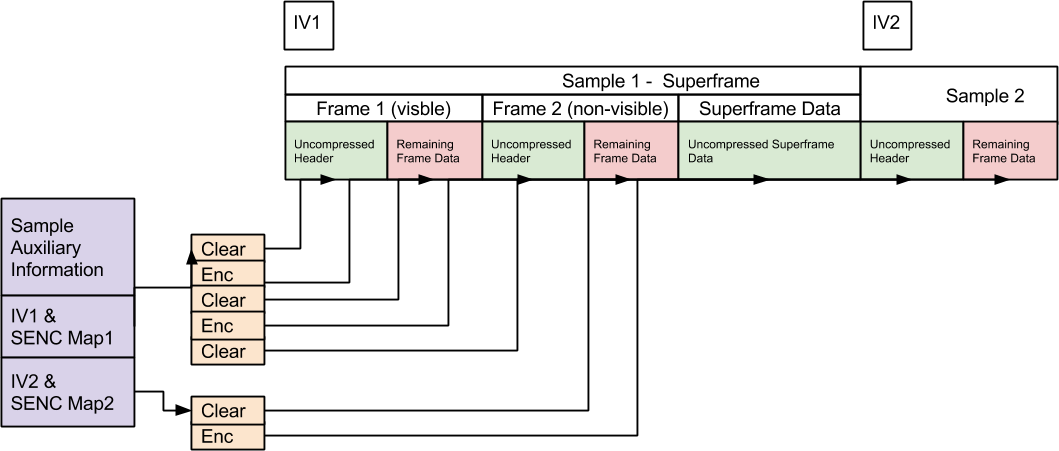 IV1
IV2
Sample 1 - Superframe
Sample 2
Frame 1 (visble)
Frame 2 (non-visible)
Superframe Data
Uncompressed
Header
Remaining
Frame Data
Uncompressed
Header
Remaining
Frame Data
Uncompressed Superframe
Data
Uncompressed
Header
Remaining
Frame Data
Sample
Auxiliary
Information
IV1 &
SENC Map1
IV2 &
SENC Map2
Clear
Enc
Clear
Enc
Clear
Clear
Enc